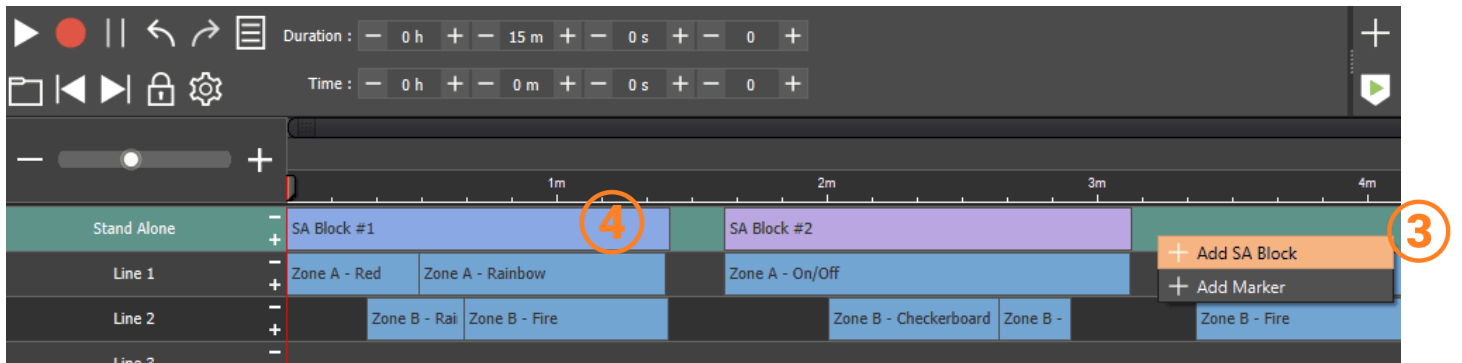 Duration : 0 h 15 m 0 s 0
Time : 0 h 0 m 0 s 0
1m 2m 3m 4m
Stand Alone SA Block #1 4 SA Block #2 3
Add SA Block
Line 1 Zone A - Red Zone A - Rainbow Zone A - On/Off
Add Marker
Line 2 Zone B - Rai Zone B - Fire Zone B - Checkerboard Zone B - Zone B - Fire
Line 3